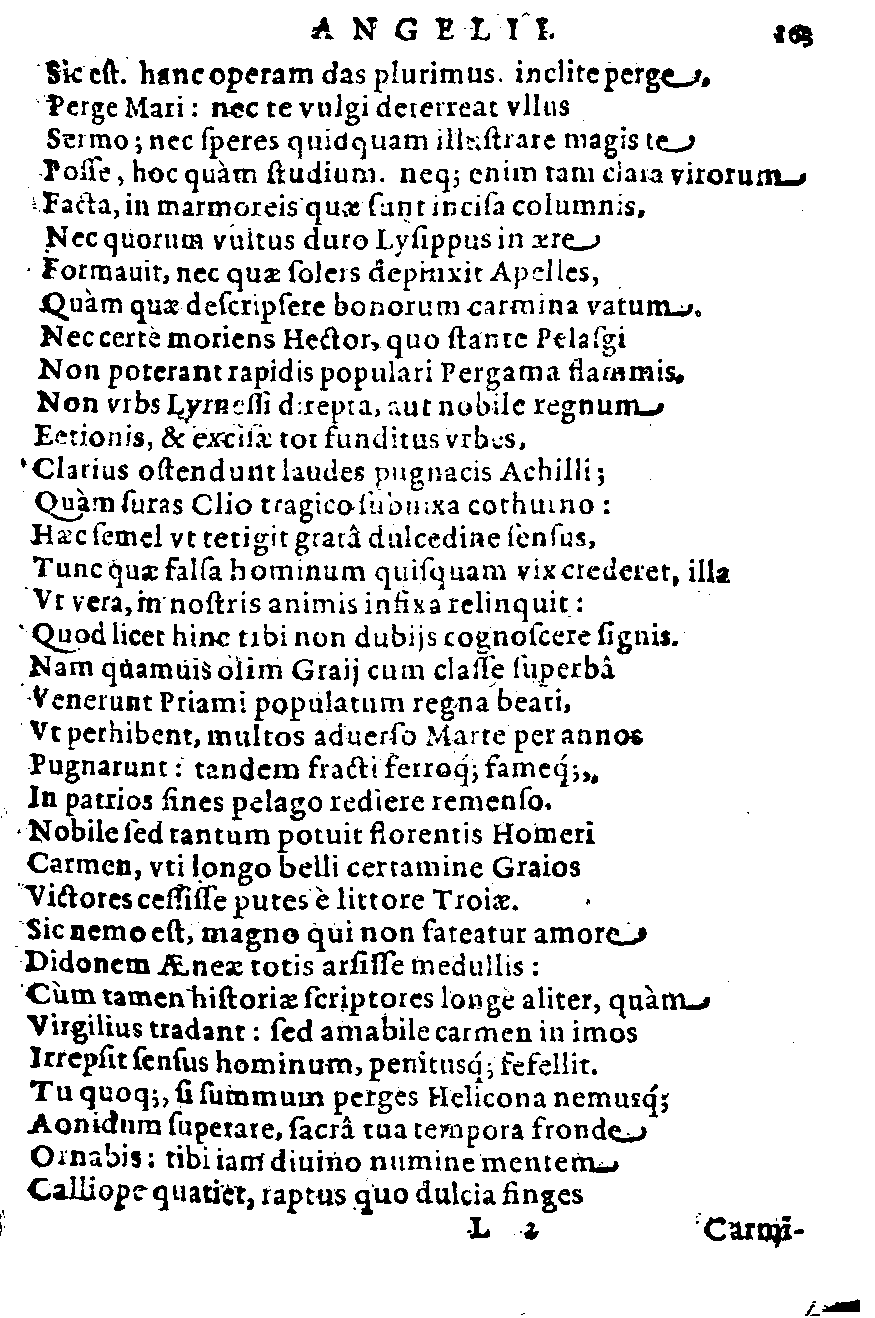 ANGELII. 163
Sic eſt. hanc operam das plurimus. inclite perge,
Perge Mari: nec te vulgi deterreat vllus
Sermo; nec ſperes quidquam illuſtrare magis te
Poſſe, hoc quàm ſtudium. neq; enim tam clara virorum
Facta, in marmoreis quæ ſunt inciſa columnis,
Nec quorum vultus duro Lyſippus in ære
Formauit, nec quæ ſolers depinxit Apelles,
Quàm quæ deſcripſere bonorum carmina vatum.
Nec certè moriens Hector, quo ſtante Pelaſgi
Non poterant rapidis populari Pergama flammis,
Non vrbs Lyrneſſi direpta, aut nobile regnum
Eetionis, & exciſæ tot funditus vrbes,
Clarius oſtendunt laudes pugnacis Achilli;
Quàm ſuras Clio tragico ſubnixa cothurno:
Hæc ſemel vt tetigit gratâ dulcedine ſenſus,
Tunc quæ falſa hominum quiſquam vix crederet, illa
Vt vera, in noſtris animis infixa relinquit:
Quod licet hinc tibi non dubijs cognoſcere ſignis.
Nam quamuis olim Graij cum claſſe ſuperbâ
Venerunt Priami populatum regna beati,
Vt perhibent, multos aduerſo Marte per annos
Pugnarunt: tandem fracti ferroq́; fameq́;,
In patrios fines pelago rediere remenſo.
Nobile ſed tantum potuit florentis Homeri
Carmen, vti longo belli certamine Graios
Victores ceſſiſſe putes è littore Troiæ.
Sic nemo eſt, magno qui non fateatur amore
Didonem Æneæ totis arſiſſe medullis:
Cùm tamen hiſtoriæ ſcriptores longè aliter, quàm
Virgilius tradant: ſed amabile carmen in imos
Irrepſit ſenſus hominum, penitusq́; fefellit.
Tu quoq;, ſi ſummum perges Helicona nemusq́;
Aonidum ſuperare, ſacrâ tua tempora fronde
Ornabis: tibi iam diuino numine mentem
Calliope quatiet, raptus quo dulcia finges
L 2 Carmi-